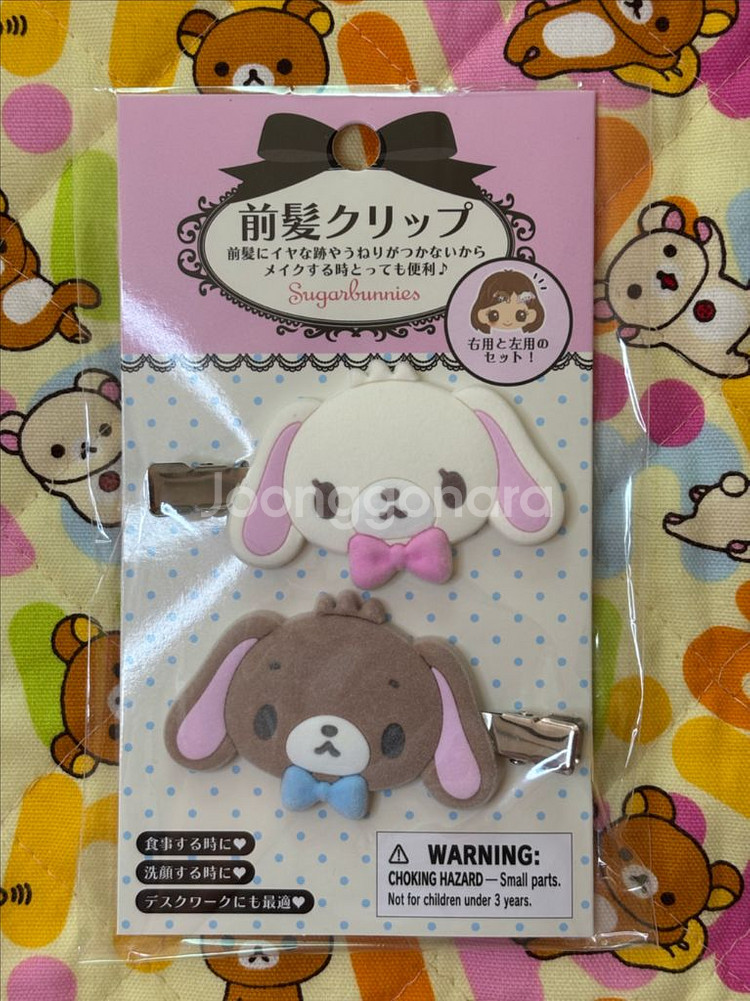 前髪クリップ
前髪にイヤな跡やうねりがつかないから
メイクする時とっても便利♪
Sugarbunnies
右用と左用の
セット！
Joonggonara
食事する時に♥
洗顔する時に♥
デスクワークにも最適♥
⚠ WARNING:
CHOKING HAZARD — Small parts.
Not for children under 3 years.